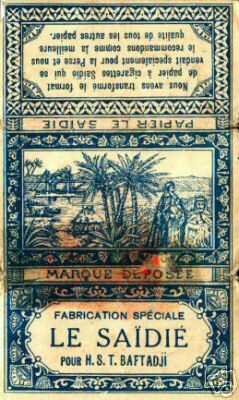 Nous avons transformé le format
de papier à cigarettes Saïdié qui se
vendait spécialement pour la Perse et nous
le recommandons comme la meilleure
qualité de tous les autres papier.
PAPIER LE SAÏDIÉ
MARQUE DÉPOSÉE
FABRICATION SPÉCIALE
LE SAÏDIÉ
POUR H.S.T. BAFTADJi